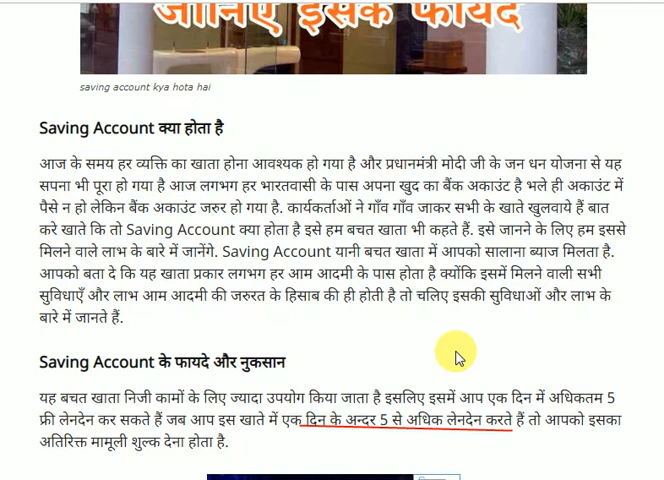 जानिए इसके फायदे
saving account kya hota hai
Saving Account क्या होता है
आज के समय हर व्यक्ति का खाता होना आवश्यक हो गया है और प्रधानमंत्री मोदी जी के जन धन योजना से यह
सपना भी पूरा हो गया है आज लगभग हर भारतवासी के पास अपना खुद का बैंक अकाउंट है भले ही अकाउंट में
पैसे न हो लेकिन बैंक अकाउंट जरुर हो गया है. कार्यकर्ताओं ने गाँव गाँव जाकर सभी के खाते खुलवाये हैं बात
करे खाते कि तो Saving Account क्या होता है इसे हम बचत खाता भी कहते हैं. इसे जानने के लिए हम इससे
मिलने वाले लाभ के बारे में जानेंगे. Saving Account यानी बचत खाता में आपको सालाना ब्याज मिलता है.
आपको बता दे कि यह खाता प्रकार लगभग हर आम आदमी के पास होता है क्योंकि इसमें मिलने वाली सभी
सुविधाएँ और लाभ आम आदमी की जरुरत के हिसाब की ही होती है तो चलिए इसकी सुविधाओं और लाभ के
बारे में जानते हैं.
Saving Account के फायदे और नुकसान
यह बचत खाता निजी कामों के लिए ज्यादा उपयोग किया जाता है इसलिए इसमें आप एक दिन में अधिकतम 5
फ्री लेनदेन कर सकते हैं जब आप इस खाते में एक दिन के अन्दर 5 से अधिक लेनदेन करते हैं तो आपको इसका
अतिरिक्त मामूली शुल्क देना होता है.